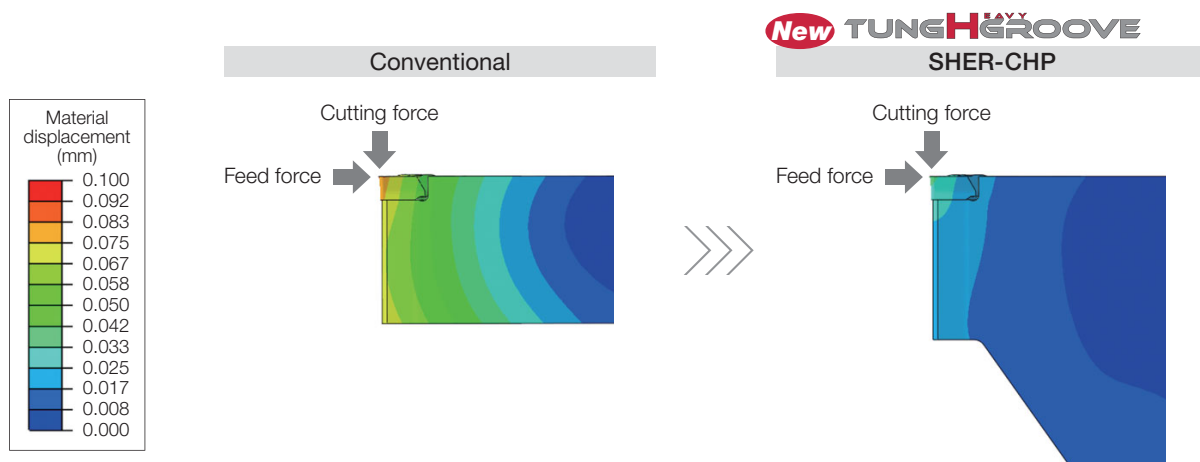 New TUNGHEAVYGROOVE
Conventional
SHER-CHP
Material
displacement
(mm)
0.100
0.092
0.083
0.075
0.067
0.058
0.050
0.042
0.033
0.025
0.017
0.008
0.000
Cutting force
Feed force
Cutting force
Feed force